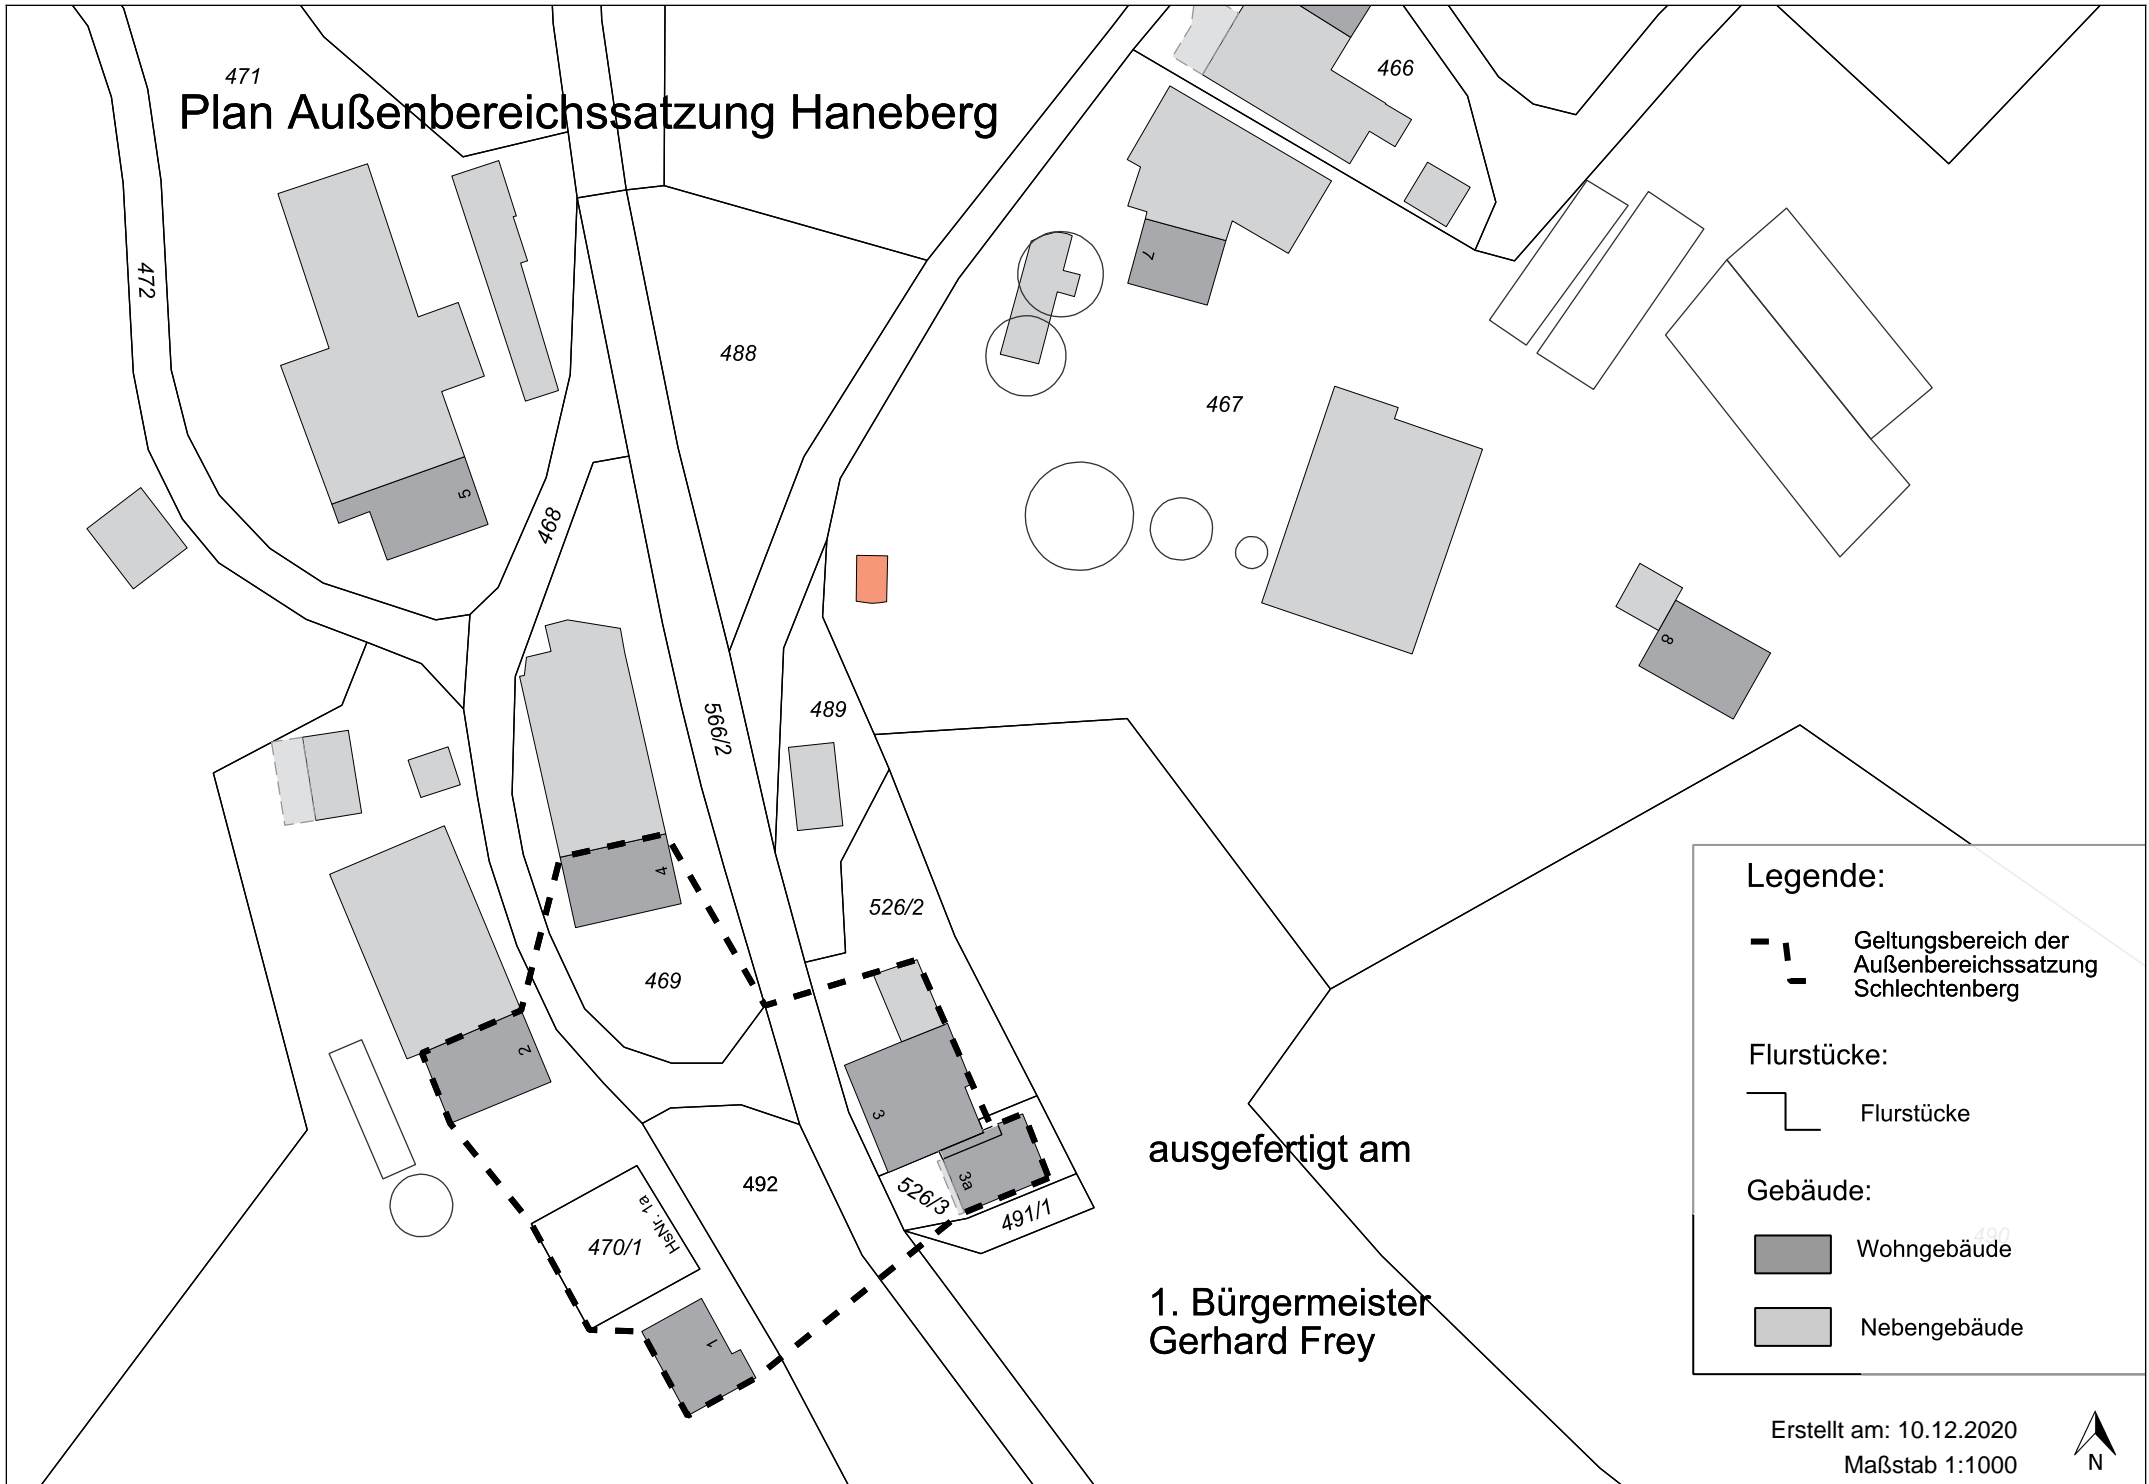 471
Plan Außenbereichssatzung Haneberg
466
472
7
488
467
5
468
8
489
566/2
4
526/2
469
2
3
3a
492
526/3
491/1
HsNr. 1a
470/1
1
ausgefertigt am
1. Bürgermeister
Gerhard Frey
Legende:
Geltungsbereich der
Außenbereichssatzung
Schlechtenberg
Flurstücke:
Flurstücke
Gebäude:
490
Wohngebäude
Nebengebäude
Erstellt am: 10.12.2020
Maßstab 1:1000
N